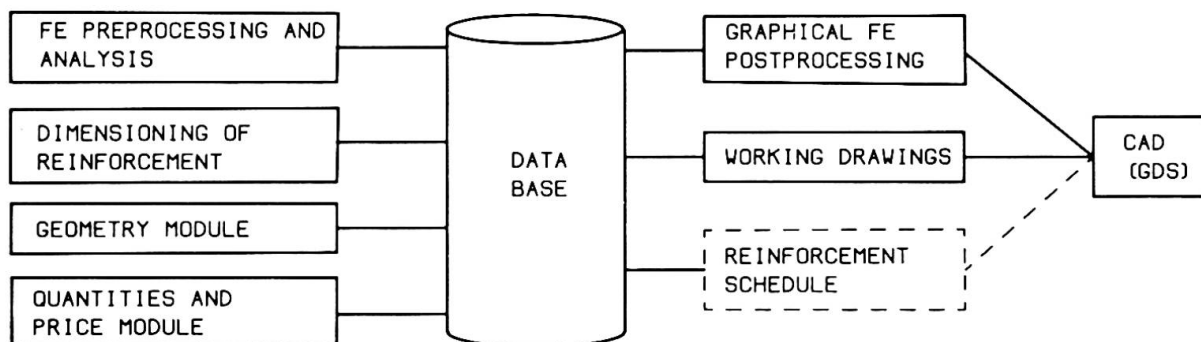 FE PREPROCESSING AND
ANALYSIS
DIMENSIONING OF
REINFORCEMENT
GEOMETRY MODULE
QUANTITIES AND
PRICE MODULE
DATA
BASE
GRAPHICAL FE
POSTPROCESSING
WORKING DRAWINGS
REINFORCEMENT
SCHEDULE
CAD
(GDS)